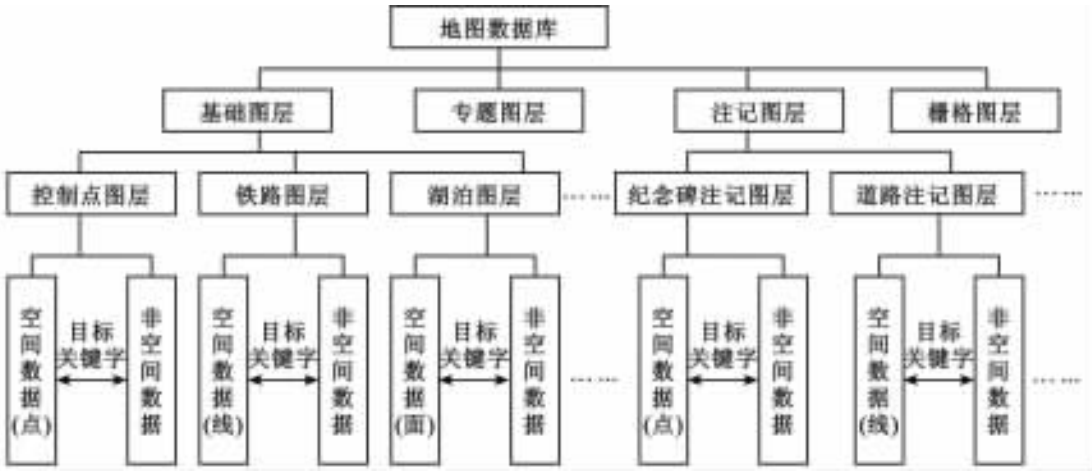 地图数据库
基础图层
专题图层
注记图层
栅格图层
控制点图层
铁路图层
湖泊图层
……
纪念碑注记图层
道路注记图层
……
空间数据(点)
目标
关键字
非空间数据
空间数据(线)
目标
关键字
非空间数据
空间数据(面)
目标
关键字
非空间数据
……
空间数据(点)
目标
关键字
非空间数据
空间数据(线)
目标
关键字
非空间数据
……